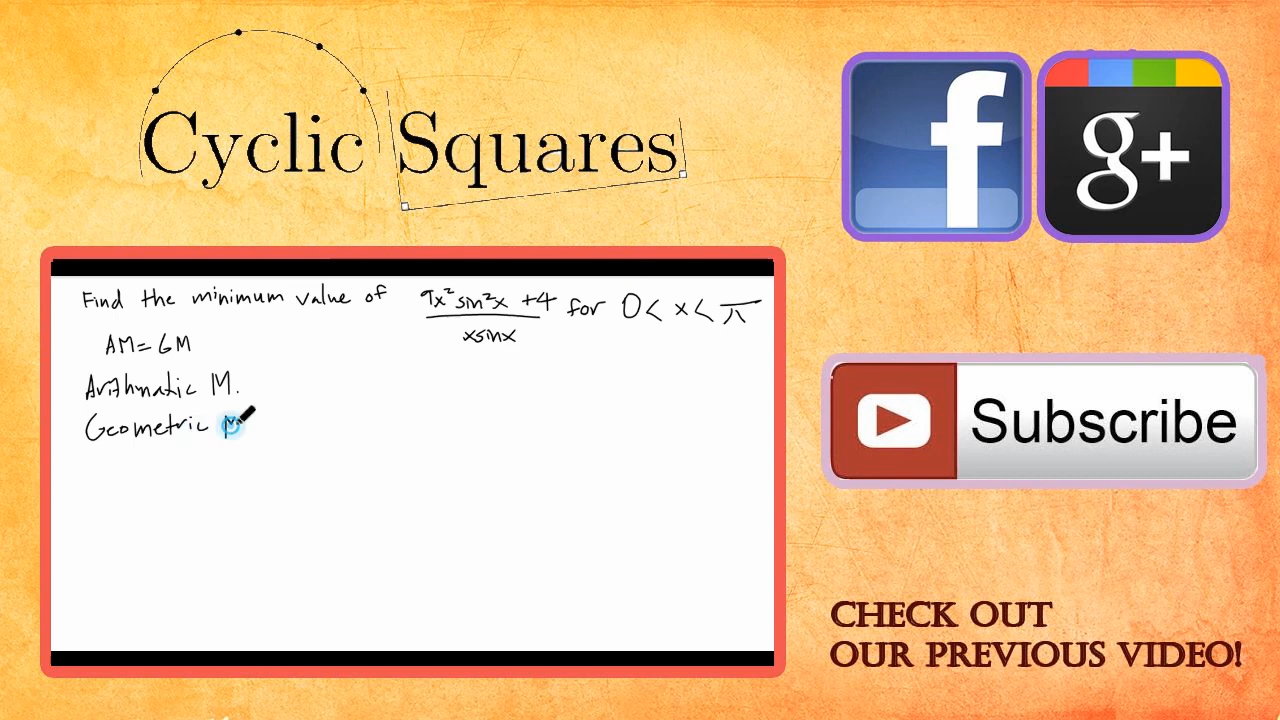 Cyclic Squares
f
g+
Find the minimum value of 9x²sin²x +4 / xsinx for 0< x< π
AM= GM
Arithmatic M.
Geometric M
Subscribe
CHECK OUT
OUR PREVIOUS VIDEO!